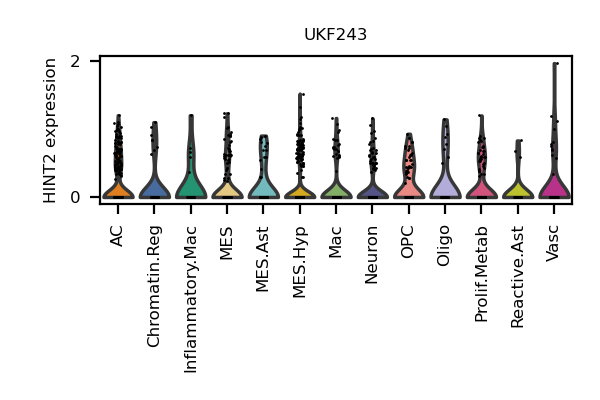 UKF243
HINT2 expression
2
0
AC
Chromatin.Reg
Inflammatory.Mac
MES
MES.Ast
MES.Hyp
Mac
Neuron
OPC
Oligo
Prolif.Metab
Reactive.Ast
Vasc